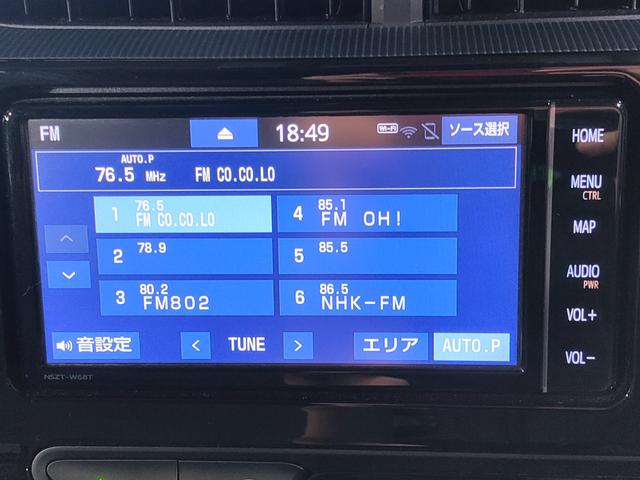 FM
18:49
Wi-Fi
ソース選択
AUTO.P
76.5 MHz FM CO.CO.LO
1 76.5 FM CO.CO.LO
4 85.1 FM OH!
2 78.9
5 85.5
3 80.2 FM802
6 86.5 NHK-FM
音設定
< TUNE >
エリア
AUTO.P
NSZT-W68T
HOME
MENU
CTRL
MAP
AUDIO
PWR
VOL+
VOL-